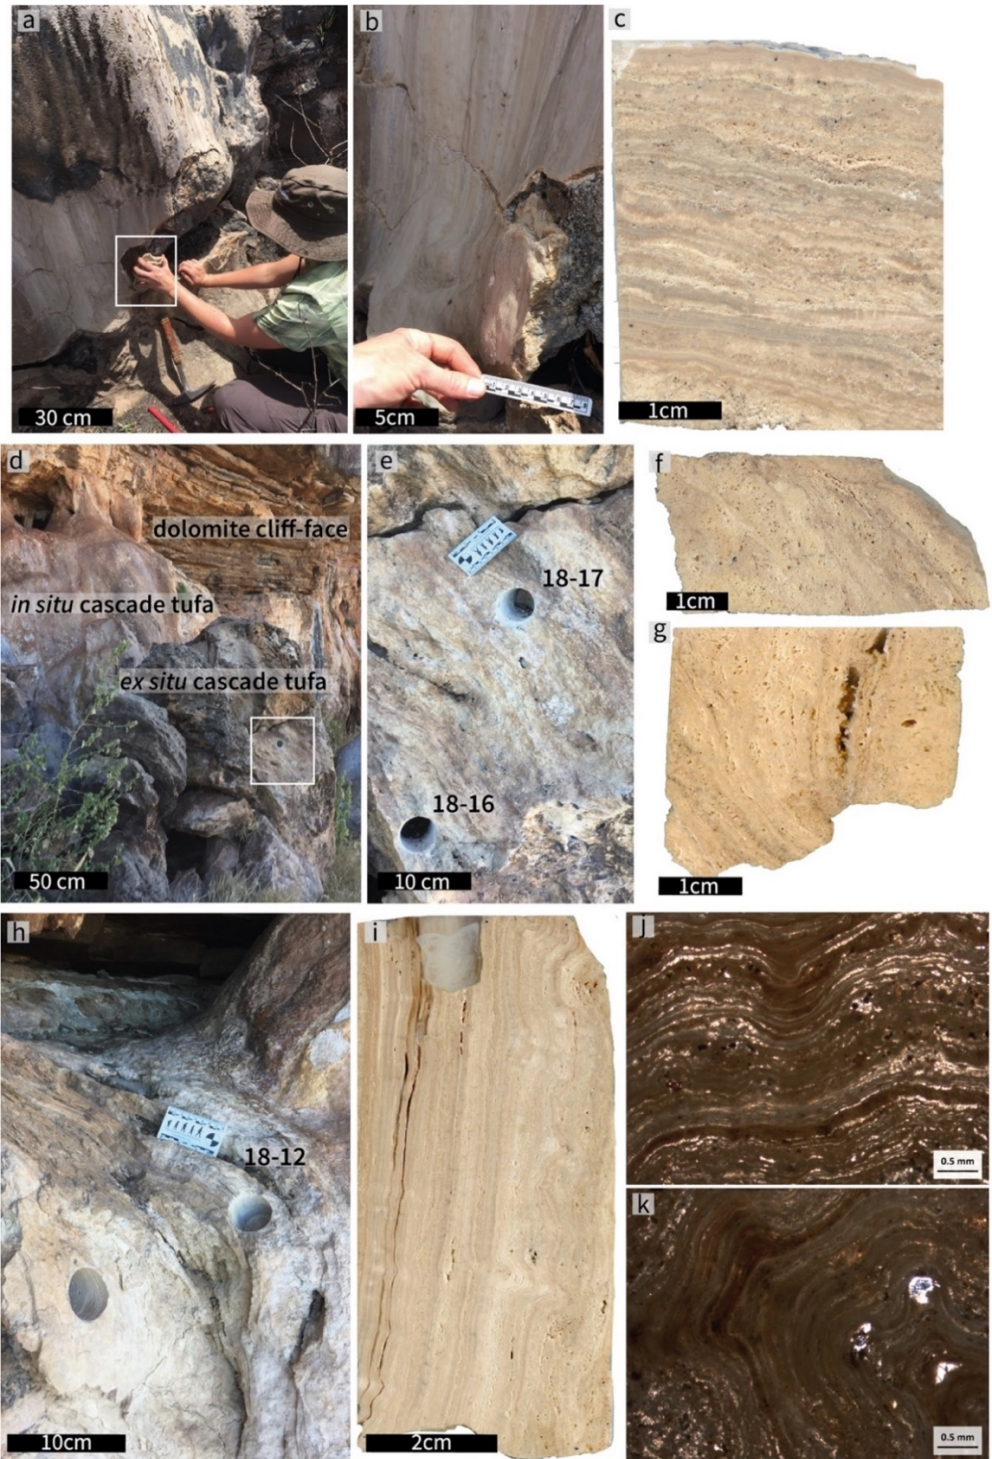 a
b
c
30 cm
5cm
1cm
d
dolomite cliff-face
in situ cascade tufa
ex situ cascade tufa
50 cm
e
18-17
18-16
10 cm
f
1cm
g
1cm
h
18-12
10cm
i
2cm
j
0.5 mm
k
0.5 mm